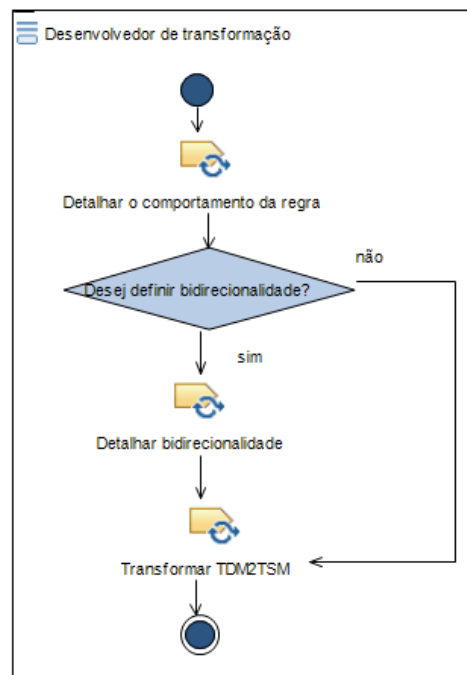 Desenvolvedor de transformação
Detalhar o comportamento da regra
não
Desej definir bidirecionalidade?
sim
Detalhar bidirecionalidade
Transformar TDM2TSM